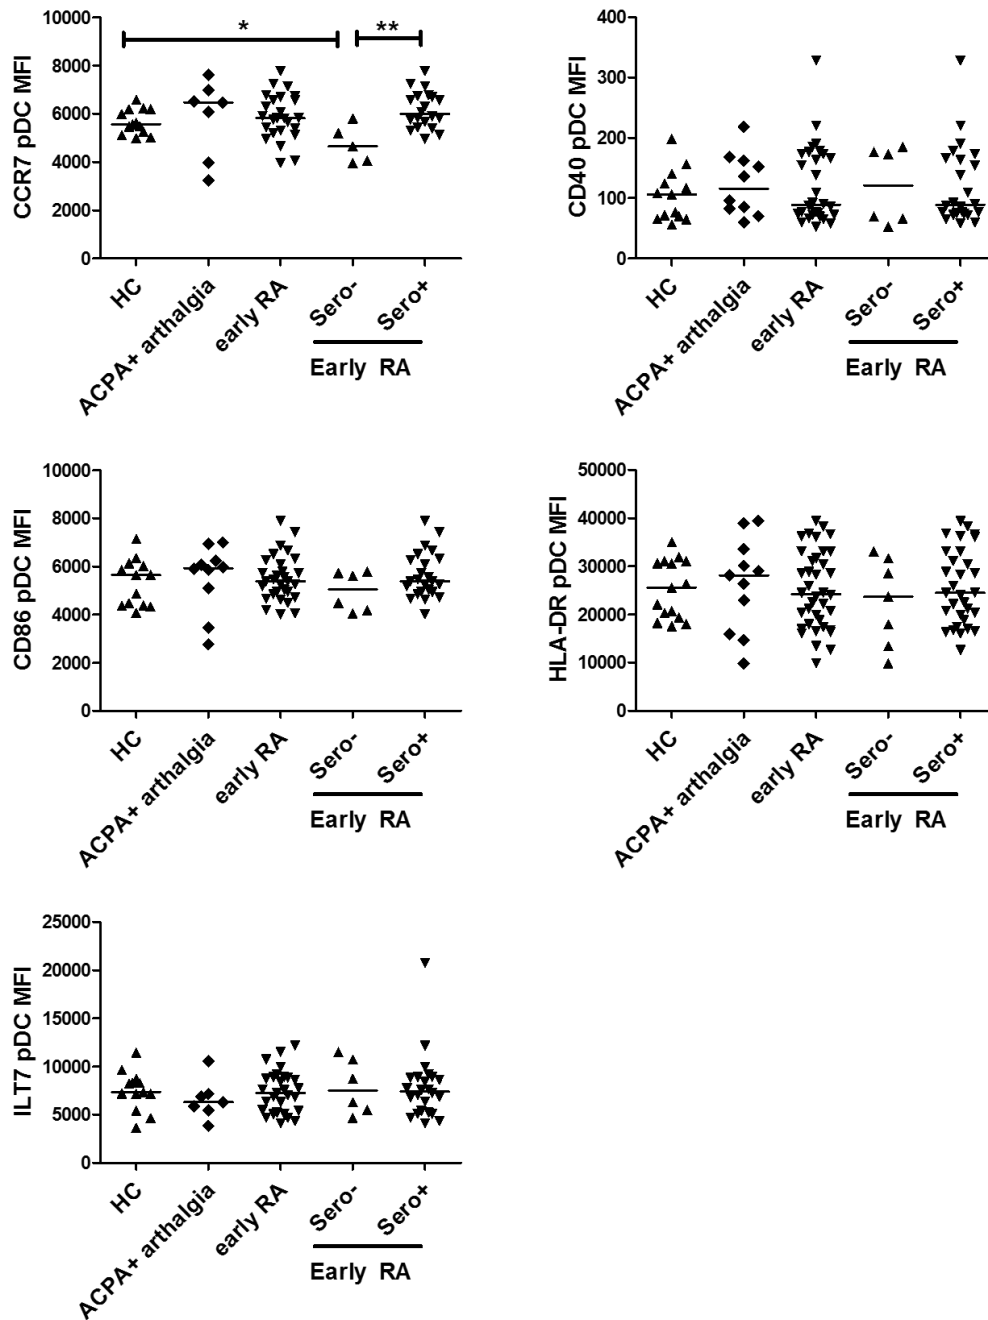 CCR7 pDC MFI
10000
8000
6000
4000
2000
0
*
**
HC
ACPA+ arthalgia
early RA
Sero-
Sero+
Early RA
CD40 pDC MFI
400
300
200
100
0
HC
ACPA+ arthalgia
early RA
Sero-
Sero+
Early RA
CD86 pDC MFI
10000
8000
6000
4000
2000
0
HC
ACPA+ arthalgia
early RA
Sero-
Sero+
Early RA
HLA-DR pDC MFI
50000
40000
30000
20000
10000
0
HC
ACPA+ arthalgia
early RA
Sero-
Sero+
Early RA
ILT7 pDC MFI
25000
20000
15000
10000
5000
0
HC
ACPA+ arthalgia
early RA
Sero-
Sero+
Early RA